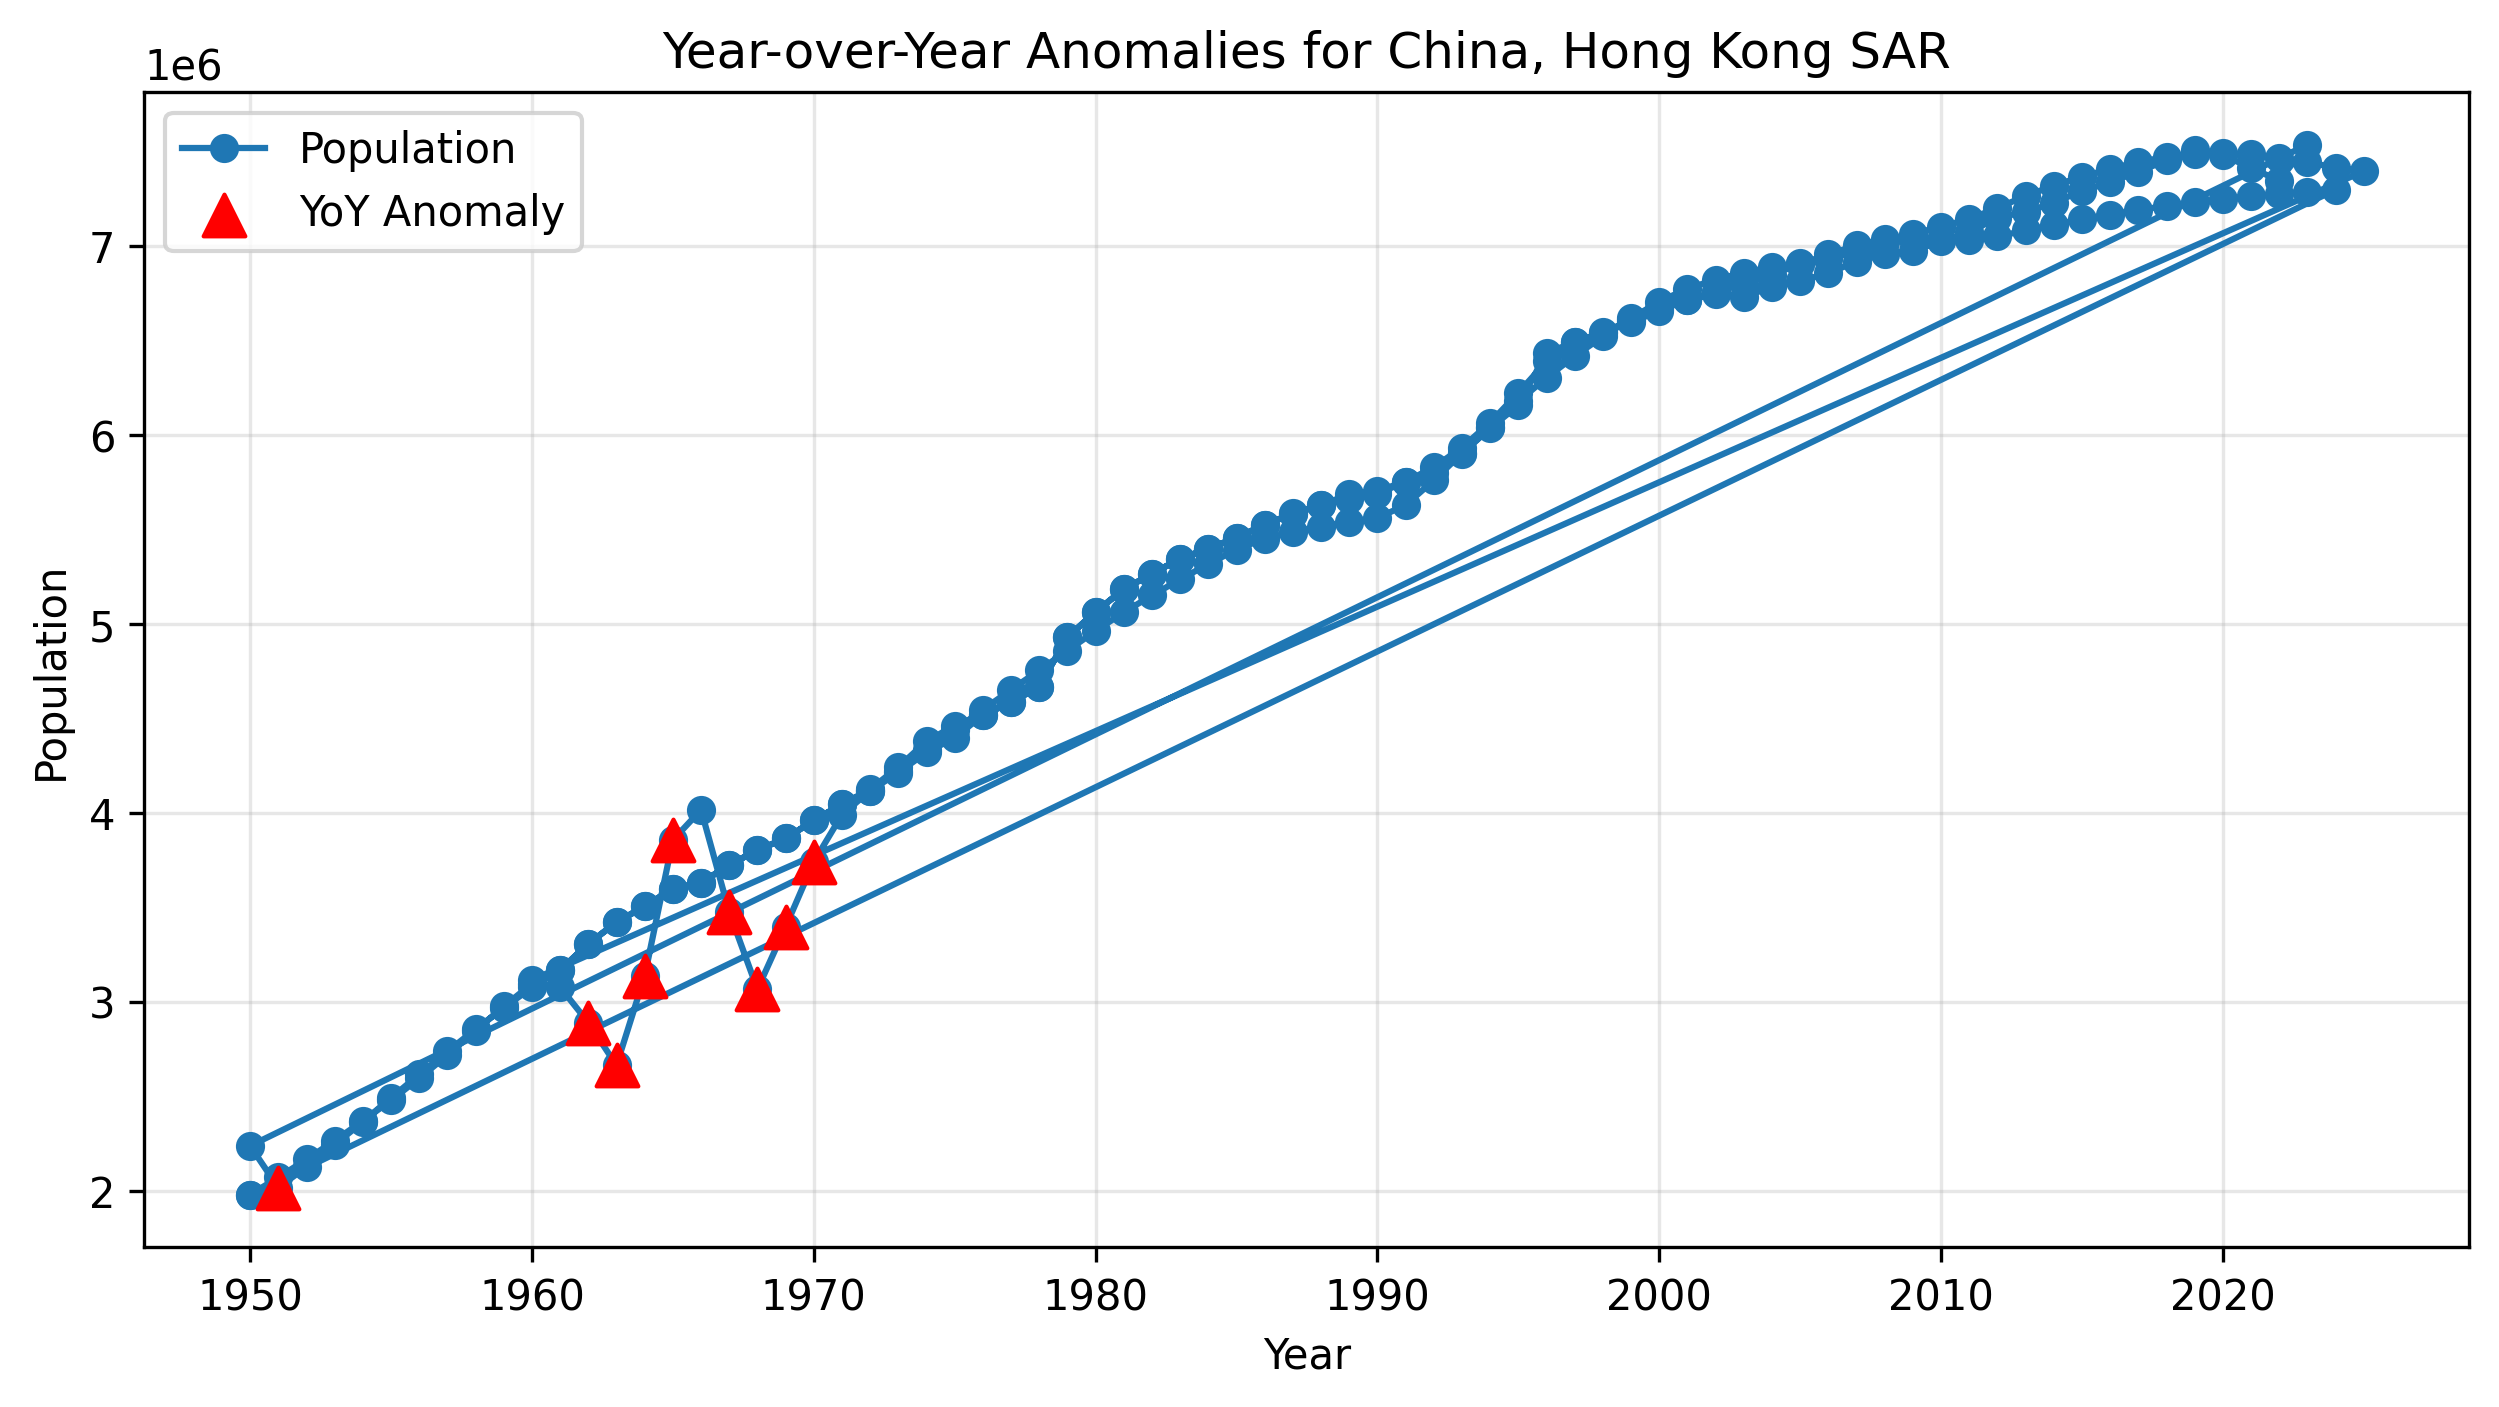 Year-over-Year Anomalies for China, Hong Kong SAR
1e6
Population
YoY Anomaly
7
6
5
4
3
2
Population
1950 1960 1970 1980 1990 2000 2010 2020
Year